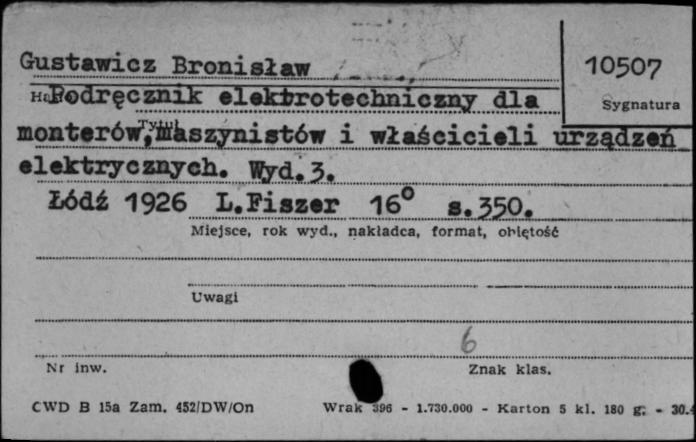 Gustawicz Bronisław
10507
Podręcznik elektrotechniczny dla
Sygnatura
Tytuł
monterów, maszynistów i właścicieli urządzeń
elektrycznych. Wyd.3.
Łódź 1926 L.Fiszer 16° s.350.
Miejsce, rok wyd., nakładca, format, objętość
Uwagi
6
Nr inw.
Znak klas.
CWD B 15a Zam. 452/DW/On
Wrak 396 - 1.730.000 - Karton 5 kl. 180 g. - 30.